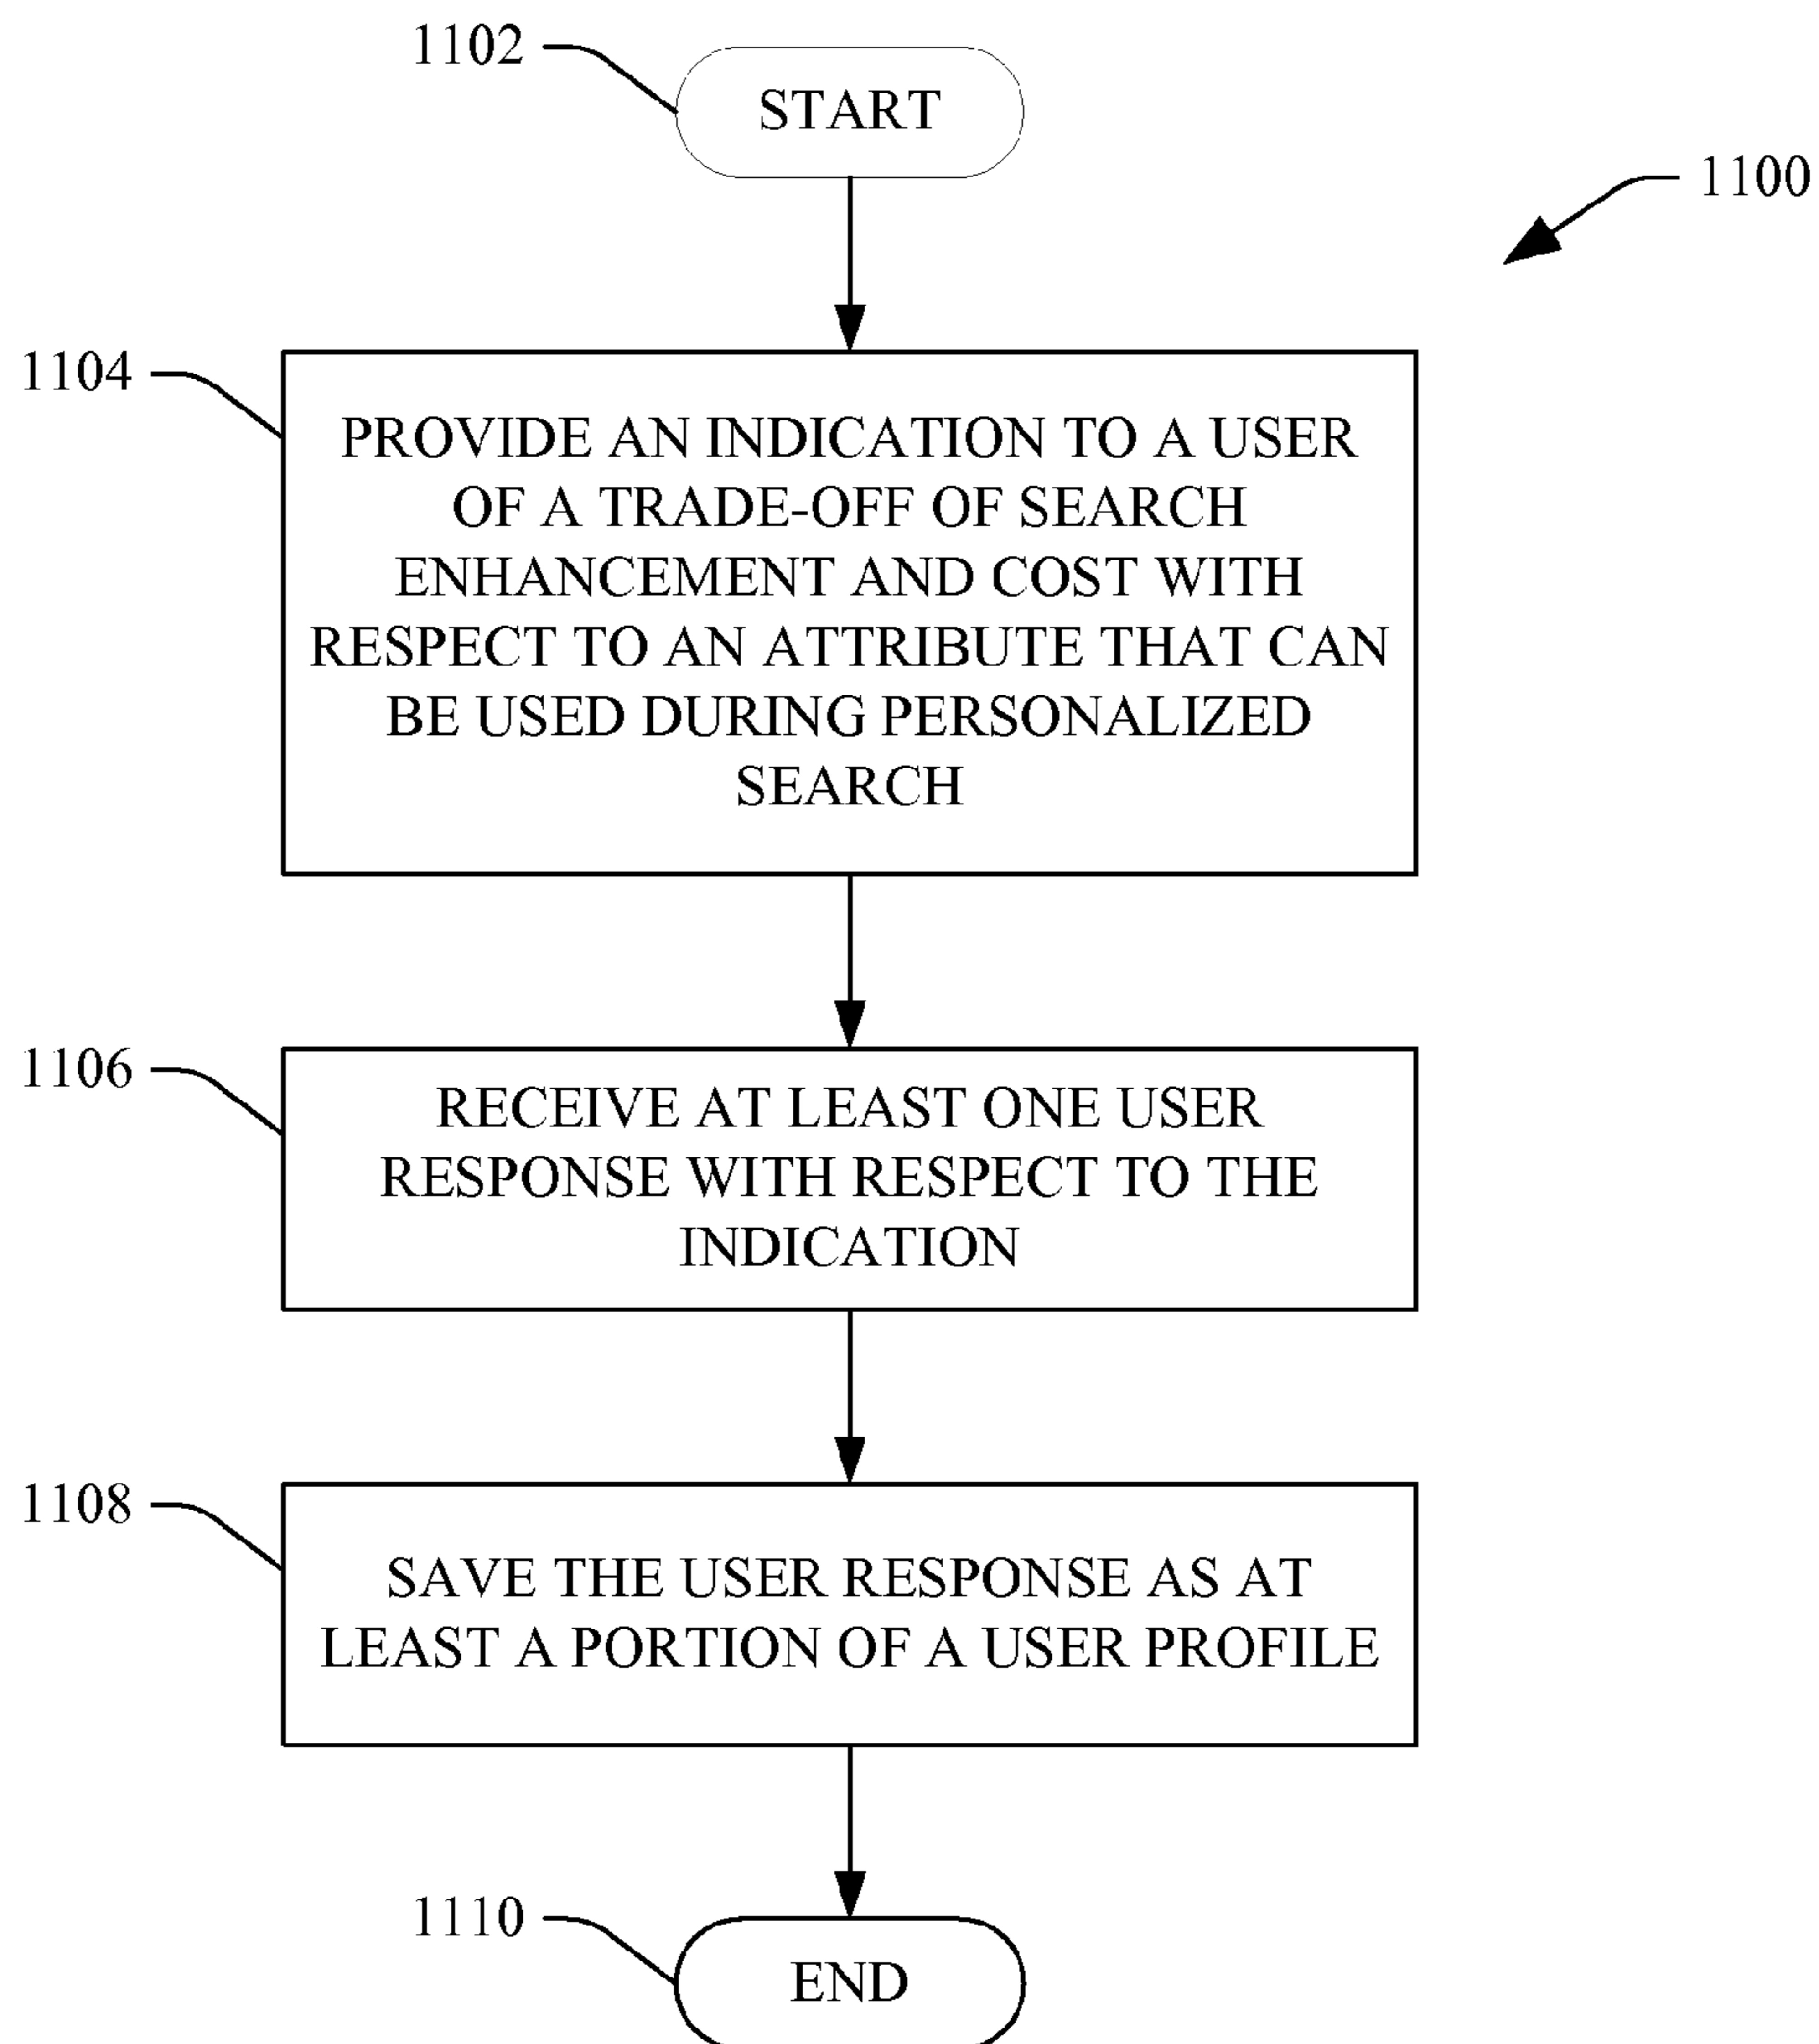 1102
START
1100
1104
PROVIDE AN INDICATION TO A USER
OF A TRADE-OFF OF SEARCH
ENHANCEMENT AND COST WITH
RESPECT TO AN ATTRIBUTE THAT CAN
BE USED DURING PERSONALIZED
SEARCH
1106
RECEIVE AT LEAST ONE USER
RESPONSE WITH RESPECT TO THE
INDICATION
1108
SAVE THE USER RESPONSE AS AT
LEAST A PORTION OF A USER PROFILE
1110
END